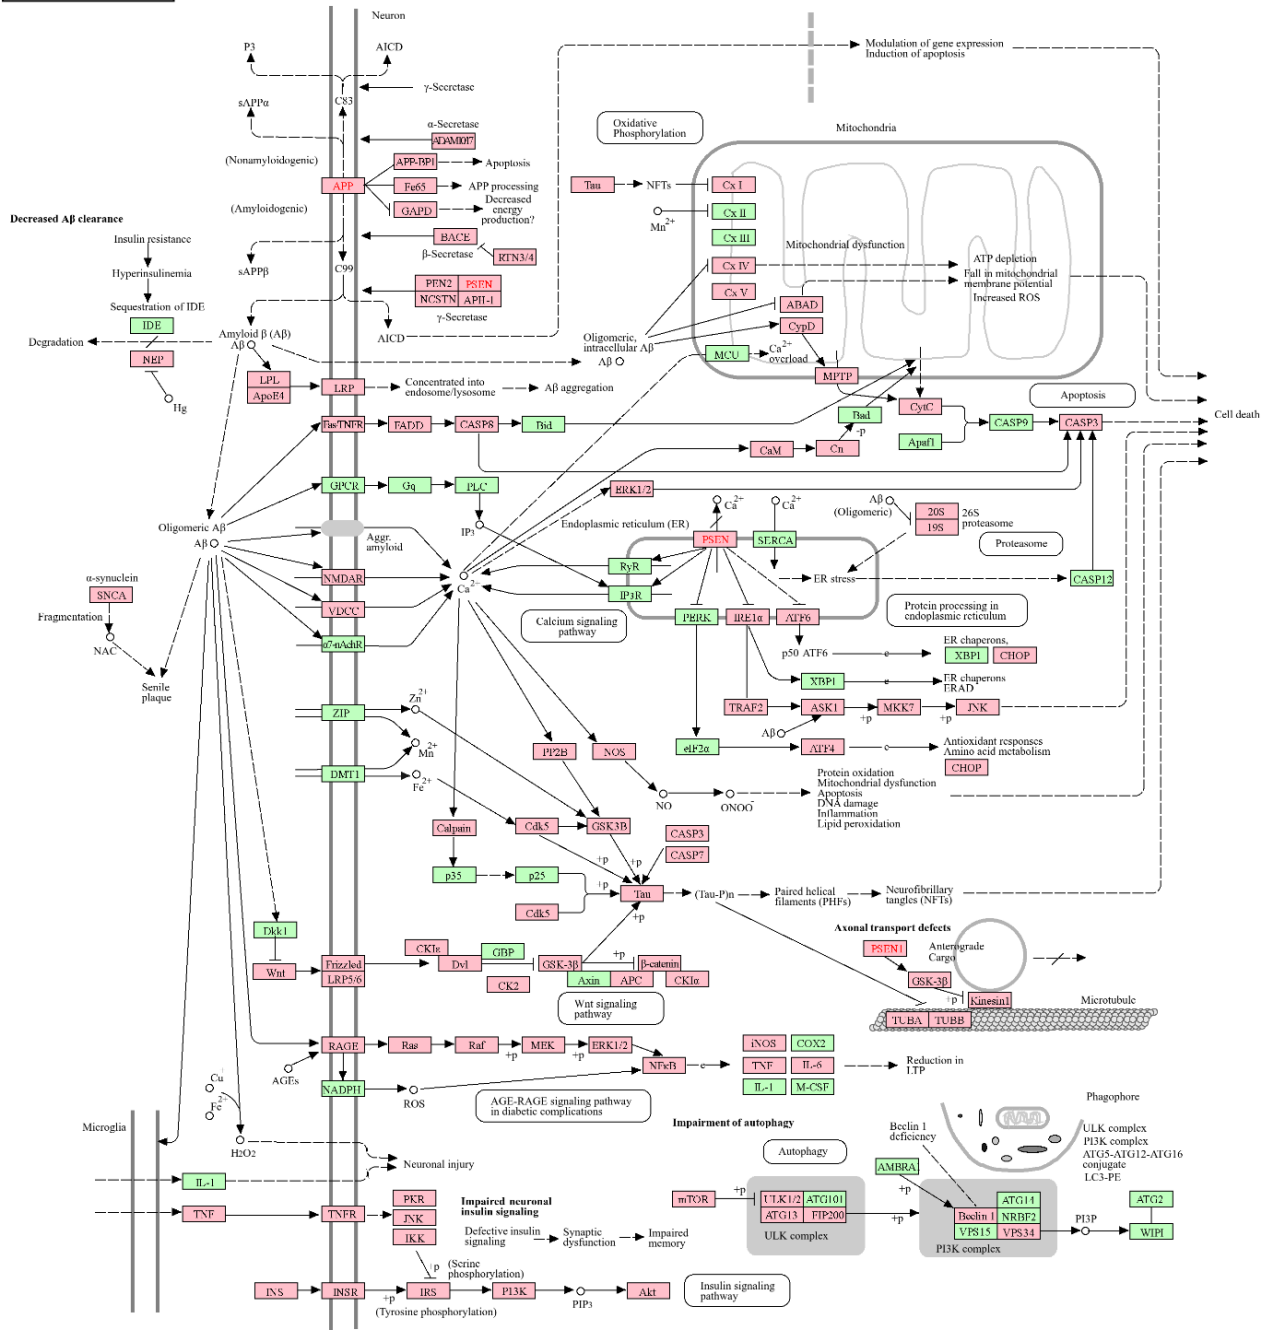 Neuron
P3
AICD
Modulation of gene expression
Induction of apoptosis
γ-Secretase
C83
sAPPα
α-Secretase
Oxidative
Phosphorylation
Mitochondria
(Nonamyloidogenic)
APP-BP1
Apoptosis
APP
Fe65
APP processing
Tau
NFTs
Cx I
(Amyloidogenic)
GAPD
Decreased
energy
production?
Mn2+
Cx II
Decreased Aβ clearance
BACE
Cx III
Mitochondrial dysfunction
Insulin resistance
β-Secretase
RTN3/4
sAPPβ
C99
Cx IV
ATP depletion
Hyperinsulinemia
Fall in mitochondrial
membrane potential
PEN2
PSEN
Cx V
Increased ROS
NCSTN
APH-1
ABAD
Sequestration of IDE
γ-Secretase
IDE
CypD
Amyloid β (Aβ)
Aβ
AICD
Oligomeric,
intracellular Aβ
Aβ
Degradation
NEP
MCU
Ca2+
overload
MPTP
LPL
ApoE4
LRP
Concentrated into
endosome/lysosome
Aβ aggregation
Hg
Apoptosis
CytC
Fas/TNFR
FADD
CASP8
Bid
Bad
-p
CASP9
CASP3
Cell death
Apaf1
CaM
Cn
GPCR
Gq
PLC
ERK1/2
Ca2+
Ca2+
Aβ
(Oligomeric)
20S
19S
26S
proteasome
Oligomeric Aβ
Aβ
IP3
Endoplasmic reticulum (ER)
Aggr.
amyloid
PSEN
SERCA
Proteasome
α-synuclein
SNCA
NMDAR
RyR
ER stress
CASP12
Ca2+
IP3R
Fragmentation
VDCC
Calcium signaling
pathway
PERK
IRE1α
ATF6
Protein processing in
endoplasmic reticulum
NAC
α7-nAchR
p50 ATF6
e
ER chaperons,
XBP1
CHOP
Senile
plaque
XBP1
e
ER chaperons
ERAD
Zn2+
ZIP
TRAF2
ASK1
+p
MKK7
+p
JNK
Aβ
Mn2+
PP2B
NOS
eIF2α
ATF4
e
Antioxidant responses
Amino acid metabolism
CHOP
DMT1
Fe2+
NO
ONOO-
Protein oxidation
Mitochondrial dysfunction
Apoptosis
DNA damage
Inflammation
Lipid peroxidation
Calpain
Cdk5
GSK3B
CASP3
CASP7
+p
+p
p35
p25
+p
Tau
(Tau-P)n
Paired helical
filaments (PHFs)
Neurofibrillary
tangles (NFTs)
Cdk5
+p
Dkk1
Axonal transport defects
PSEN1
Anterograde
Cargo
CKIε
GBP
Wnt
Frizzled
Dvl
GSK-3β
+p
β-catenin
LRP5/6
CK2
Axin
APC
CKIα
GSK-3β
+p
Kinesin1
Wnt signaling
pathway
Microtubule
TUBA
TUBB
RAGE
Ras
Raf
+p
MEK
+p
ERK1/2
iNOS
COX2
NFκB
e
TNF
IL-6
Reduction in
LTP
AGEs
IL-1
M-CSF
NADPH
ROS
Cu
AGE-RAGE signaling pathway
in diabetic complications
Fe2+
Phagophore
Microglia
Impairment of autophagy
Beclin 1
deficiency
ULK complex
PI3K complex
ATG5-ATG12-ATG16
conjugate
LC3-PE
H2O2
Neuronal injury
Autophagy
IL-1
AMBRA
+p
PKR
mTOR
+p
ULK1/2
ATG101
ATG14
ATG2
TNF
TNFR
JNK
Impaired neuronal
insulin signaling
ATG13
FIP200
+p
Beclin 1
NRBF2
PI3P
IKK
Defective insulin
signaling
Synaptic
dysfunction
Impaired
memory
ULK complex
VPS15
VPS34
WIPI
PI3K complex
+p
(Serine
phosphorylation)
INS
INSR
+p
IRS
PI3K
PIP3
Akt
Insulin signaling
pathway
(Tyrosine phosphorylation)